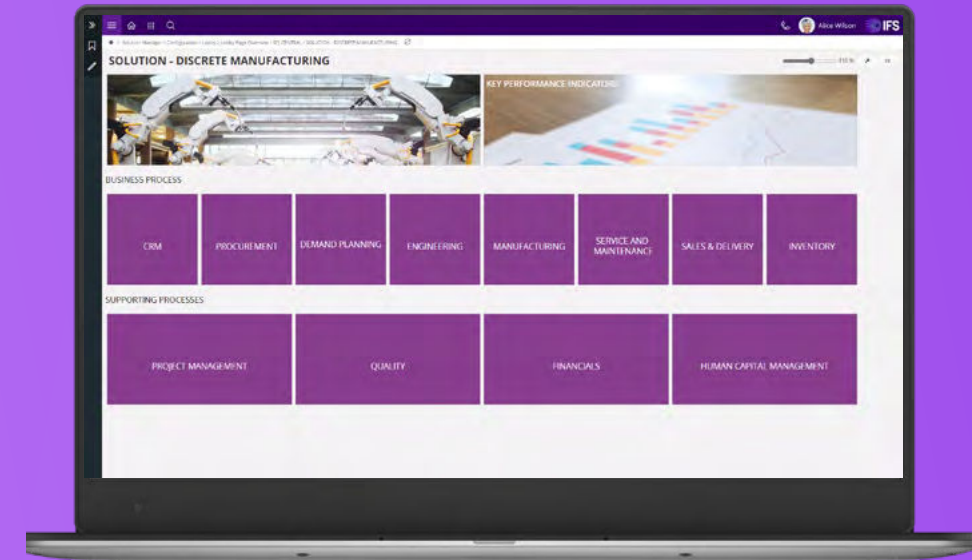 Alice Wilson
IFS
SOLUTION - DISCRETE MANUFACTURING
110 %
KEY PERFORMANCE INDICATORS
BUSINESS PROCESS
CRM
PROCUREMENT
DEMAND PLANNING
ENGINEERING
MANUFACTURING
SERVICE AND
MAINTENANCE
SALES & DELIVERY
INVENTORY
SUPPORTING PROCESSES
PROJECT MANAGEMENT
QUALITY
FINANCIALS
HUMAN CAPITAL MANAGEMENT